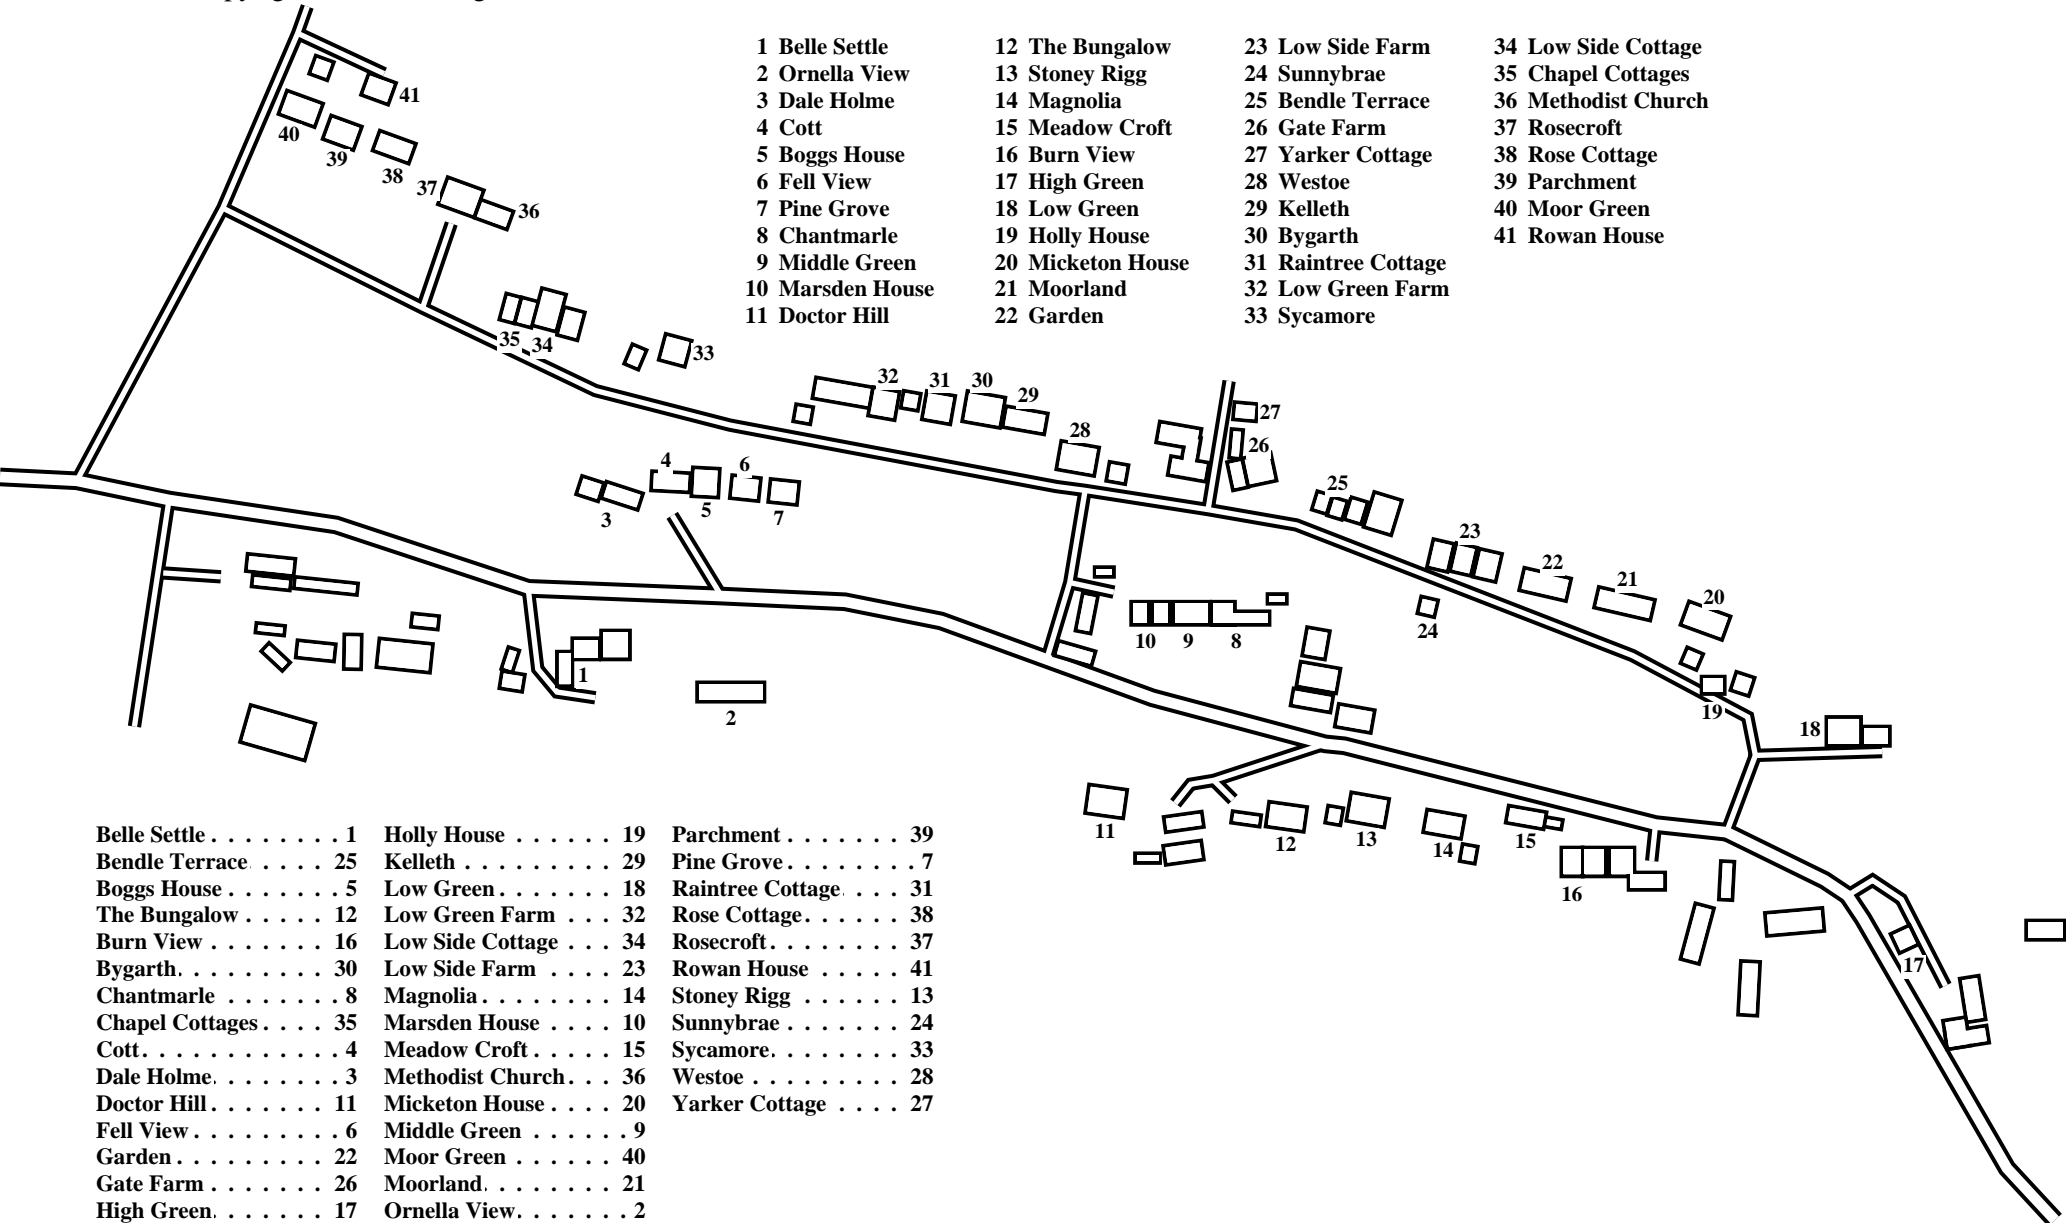 1 Belle Settle
2 Ornella View
3 Dale Holme
4 Cott
5 Boggs House
6 Fell View
7 Pine Grove
8 Chantmarle
9 Middle Green
10 Marsden House
11 Doctor Hill
12 The Bungalow
13 Stoney Rigg
14 Magnolia
15 Meadow Croft
16 Burn View
17 High Green
18 Low Green
19 Holly House
20 Micketon House
21 Moorland
22 Garden
23 Low Side Farm
24 Sunnybrae
25 Bendle Terrace
26 Gate Farm
27 Yarker Cottage
28 Westoe
29 Kelleth
30 Bygarth
31 Raintree Cottage
32 Low Green Farm
33 Sycamore
34 Low Side Cottage
35 Chapel Cottages
36 Methodist Church
37 Rosecroft
38 Rose Cottage
39 Parchment
40 Moor Green
41 Rowan House
41
40
39
38
37
36
35
34
33
32
31
30
29
28
27
26
25
23
22
21
20
24
19
18
4
6
3
5
7
10
9
8
1
2
11
12
13
14
15
16
17
Belle Settle . . . . . . . . 1
Bendle Terrace . . . . . 25
Boggs House . . . . . . . 5
The Bungalow . . . . . 12
Burn View . . . . . . . 16
Bygarth . . . . . . . . . 30
Chantmarle . . . . . . . 8
Chapel Cottages . . . . 35
Cott . . . . . . . . . . . . 4
Dale Holme . . . . . . . . 3
Doctor Hill . . . . . . . 11
Fell View . . . . . . . . . 6
Garden . . . . . . . . . 22
Gate Farm . . . . . . . 26
High Green . . . . . . . 17
Holly House . . . . . . 19
Kelleth . . . . . . . . . 29
Low Green . . . . . . . 18
Low Green Farm . . . 32
Low Side Cottage . . . 34
Low Side Farm . . . . 23
Magnolia . . . . . . . . 14
Marsden House . . . . 10
Meadow Croft . . . . . 15
Methodist Church . . . 36
Micketon House . . . . 20
Middle Green . . . . . . 9
Moor Green . . . . . . 40
Moorland . . . . . . . . 21
Ornella View . . . . . . . 2
Parchment . . . . . . . 39
Pine Grove . . . . . . . . 7
Raintree Cottage . . . . 31
Rose Cottage . . . . . . 38
Rosecroft . . . . . . . . 37
Rowan House . . . . . 41
Stoney Rigg . . . . . . 13
Sunnybrae . . . . . . . 24
Sycamore . . . . . . . . 33
Westoe . . . . . . . . . 28
Yarker Cottage . . . . 27